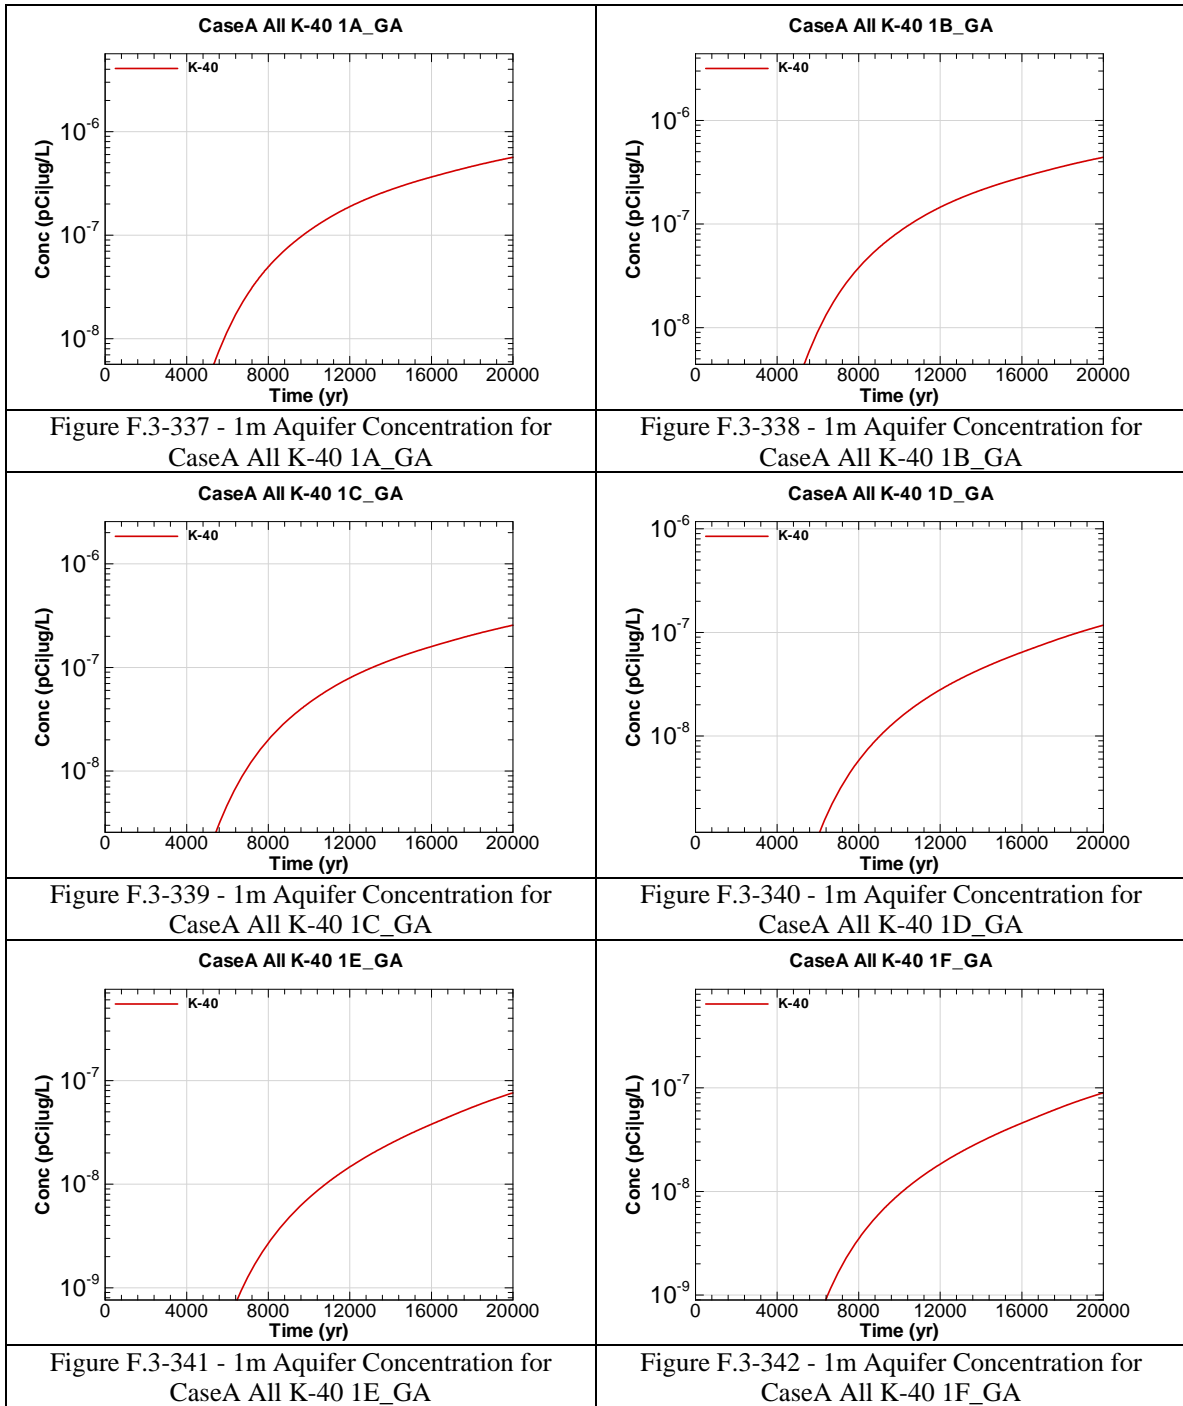 CaseA All K-40 1A_GA
K-40
10^-6
10^-7
10^-8
Conc (pCi|ug/L)
0 4000 8000 12000 16000 20000
Time (yr)
Figure F.3-337 - 1m Aquifer Concentration for
CaseA All K-40 1A_GA
CaseA All K-40 1B_GA
K-40
10^-6
10^-7
10^-8
Conc (pCi|ug/L)
0 4000 8000 12000 16000 20000
Time (yr)
Figure F.3-338 - 1m Aquifer Concentration for
CaseA All K-40 1B_GA
CaseA All K-40 1C_GA
K-40
10^-6
10^-7
10^-8
Conc (pCi|ug/L)
0 4000 8000 12000 16000 20000
Time (yr)
Figure F.3-339 - 1m Aquifer Concentration for
CaseA All K-40 1C_GA
CaseA All K-40 1D_GA
K-40
10^-6
10^-7
10^-8
Conc (pCi|ug/L)
0 4000 8000 12000 16000 20000
Time (yr)
Figure F.3-340 - 1m Aquifer Concentration for
CaseA All K-40 1D_GA
CaseA All K-40 1E_GA
K-40
10^-7
10^-8
10^-9
Conc (pCi|ug/L)
0 4000 8000 12000 16000 20000
Time (yr)
Figure F.3-341 - 1m Aquifer Concentration for
CaseA All K-40 1E_GA
CaseA All K-40 1F_GA
K-40
10^-7
10^-8
10^-9
Conc (pCi|ug/L)
0 4000 8000 12000 16000 20000
Time (yr)
Figure F.3-342 - 1m Aquifer Concentration for
CaseA All K-40 1F_GA